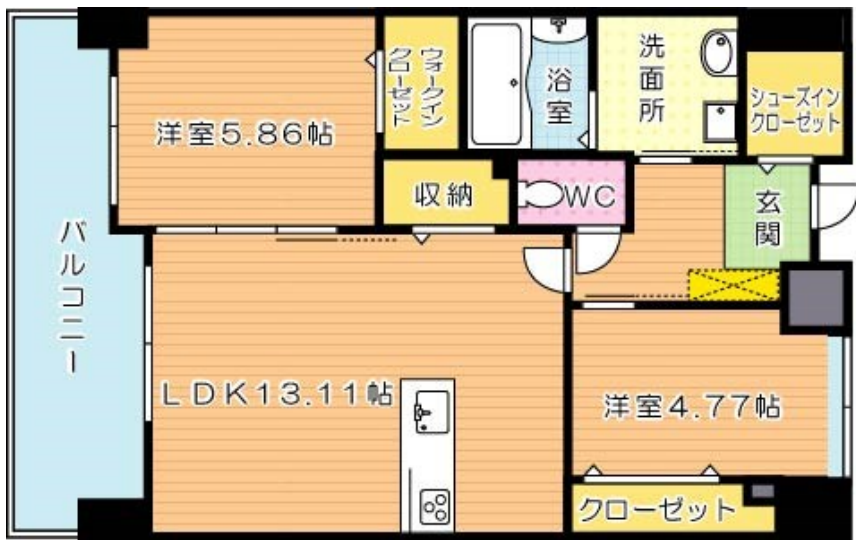 ウォークイン
クローゼット
浴室
洗面所
シューズイン
クローゼット
洋室5.86帖
収納
WC
玄関
バルコニー
LDK13.11帖
洋室4.77帖
クローゼット